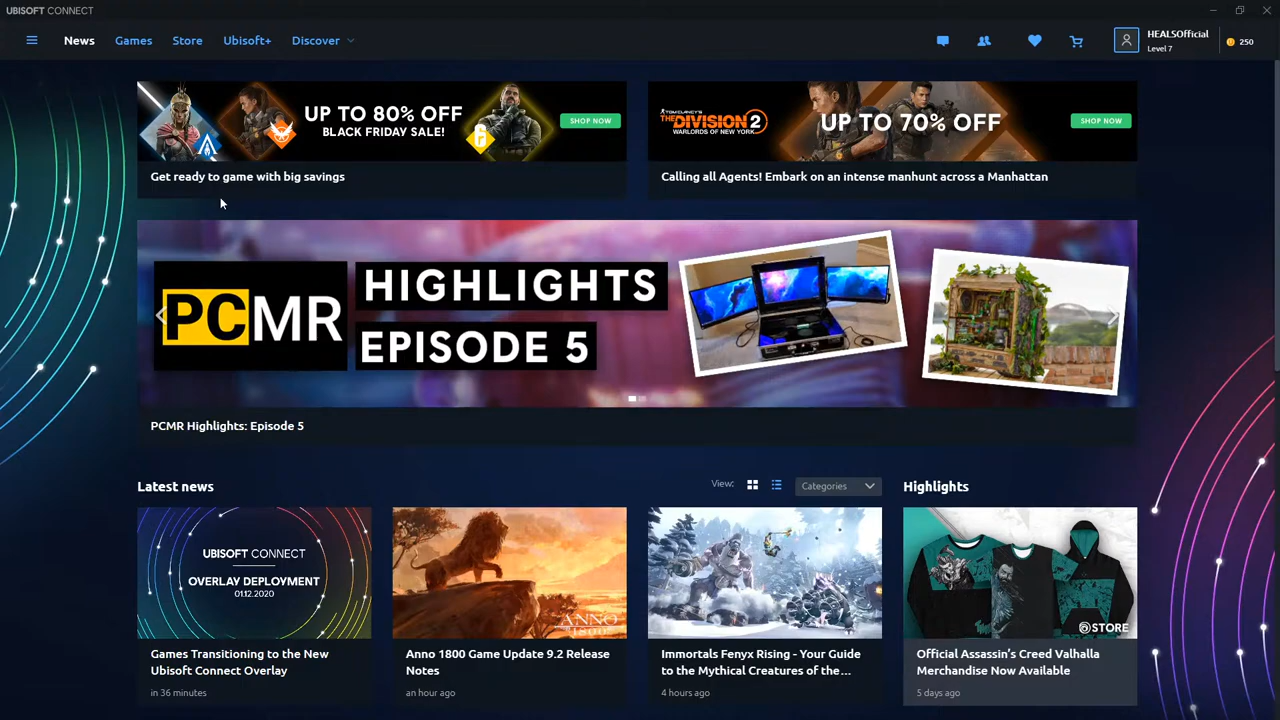 UBISOFT CONNECT
News
Games
Store
Ubisoft+
Discover
HEALSOfficial
Level 7
250
UP TO 80% OFF
BLACK FRIDAY SALE!
SHOP NOW
Get ready to game with big savings
TOM CLANCY'S
THE DIVISION 2
WARLORDS OF NEW YORK
UP TO 70% OFF
SHOP NOW
Calling all Agents! Embark on an intense manhunt across a Manhattan
PCMR
HIGHLIGHTS
EPISODE 5
PCMR Highlights: Episode 5
Latest news
View:
Categories
Highlights
UBISOFT CONNECT
OVERLAY DEPLOYMENT
01.12.2020
Games Transitioning to the New
Ubisoft Connect Overlay
in 36 minutes
ANNO
Anno 1800 Game Update 9.2 Release
Notes
an hour ago
Immortals Fenyx Rising - Your Guide
to the Mythical Creatures of the...
4 hours ago
STORE
Official Assassin's Creed Valhalla
Merchandise Now Available
5 days ago